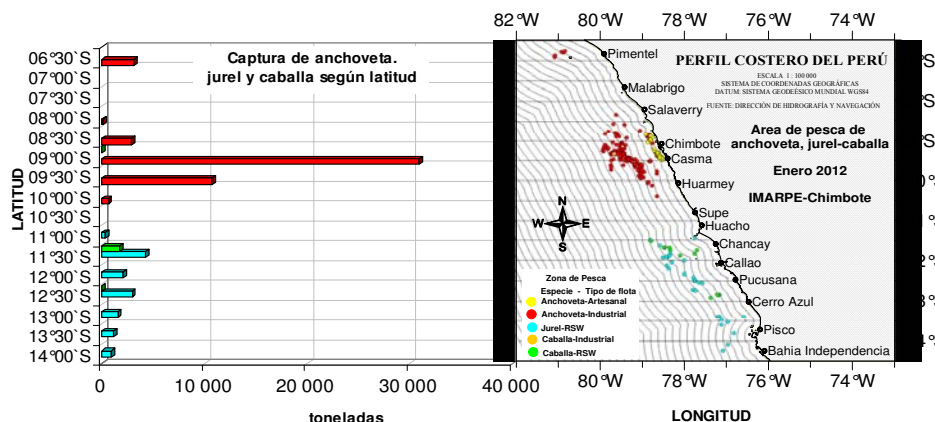 Captura de anchoveta.
jurel y caballa según latitud
LATITUD
06°30`S
07°00`S
07°30`S
08°00`S
08°30`S
09°00`S
09°30`S
10°00`S
10°30`S
11°00`S
11°30`S
12°00`S
12°30`S
13°00`S
13°30`S
14°00`S
0
10 000
20 000
30 000
40 000
toneladas
82°W
80°W
78°W
76°W
74°W
PERFIL COSTERO DEL PERÚ
ESCALA 1 : 100 000
SISTEMA DE COORDENADAS GEOGRÁFICAS
DATUM: SISTEMA GEODEÉSICO MUNDIAL WGS84
FUENTE: DIRECCIÓN DE HIDROGRAFÍA Y NAVEGACIÓN
Area de pesca de
anchoveta, jurel-caballa
Enero 2012
IMARPE-Chimbote
Pimentel
Malabrigo
Salaverry
Chimbote
Casma
Huarmey
Supe
Huacho
Chancay
Callao
Pucusana
Cerro Azul
Pisco
Bahia Independencia
N
W E
S
Zona de Pesca
Especie - Tipo de flota
Anchoveta-Artesanal
Anchoveta-Industrial
Jurel-RSW
Caballa-Industrial
Caballa-RSW
82°W
80°W
78°W
76°W
74°W
LONGITUD